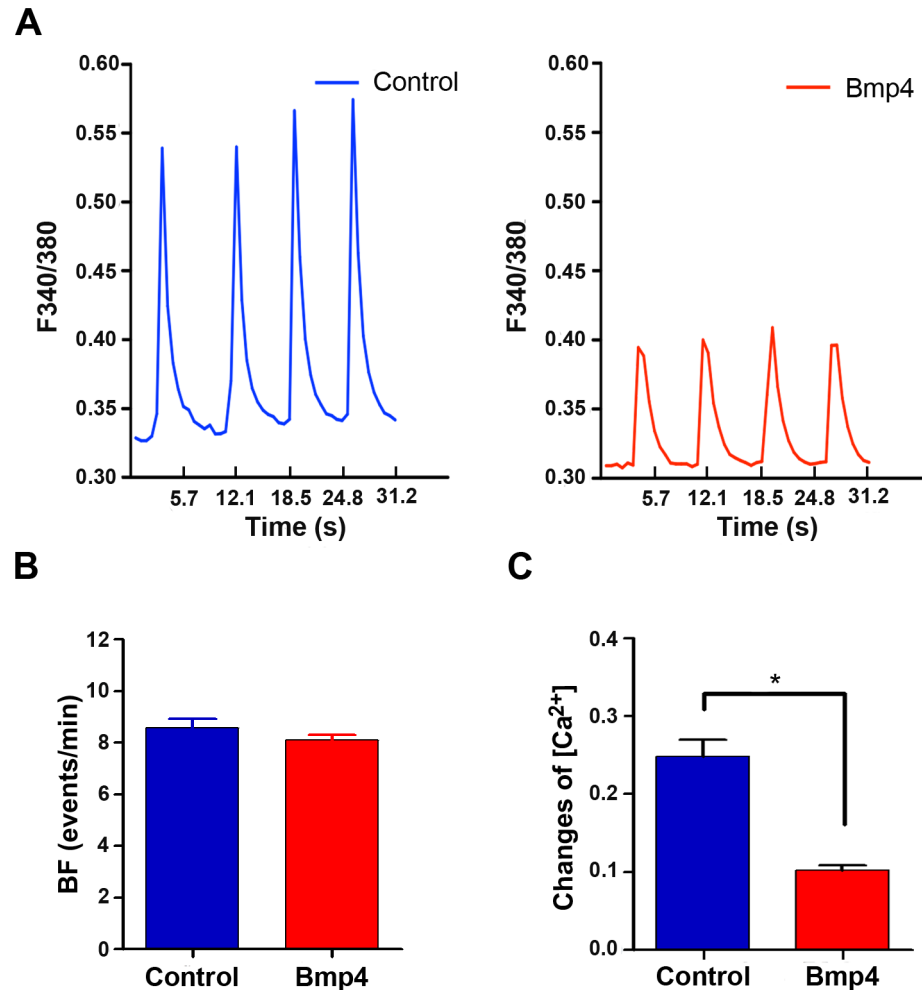 A
Control
0.60
0.55
0.50
0.45
0.40
0.35
0.30
F340/380
5.7 12.1 18.5 24.8 31.2
Time (s)
Bmp4
0.60
0.55
0.50
0.45
0.40
0.35
0.30
F340/380
5.7 12.1 18.5 24.8 31.2
Time (s)
B
12
10
8
6
4
2
0
BF (events/min)
Control Bmp4
C
0.4
0.3
0.2
0.1
0.0
Changes of [Ca²⁺]
*
Control Bmp4